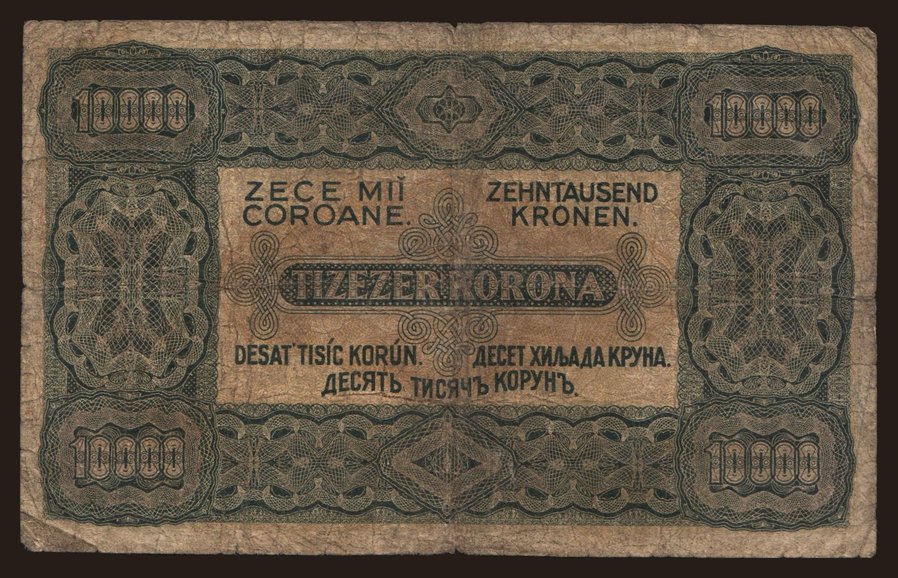 10000
10000
ZECE MIĬ
COROANE.
ZEHNTAUSEND
KRONEN.
TIZEZER KORONA
DESAŤ TISÍC KORÚN.
ДЕСЕТ ХИЉАДА КРУНА.
ДЕСЯТЬ ТИСЯЧЪ КОРУНЪ.
10000
10000